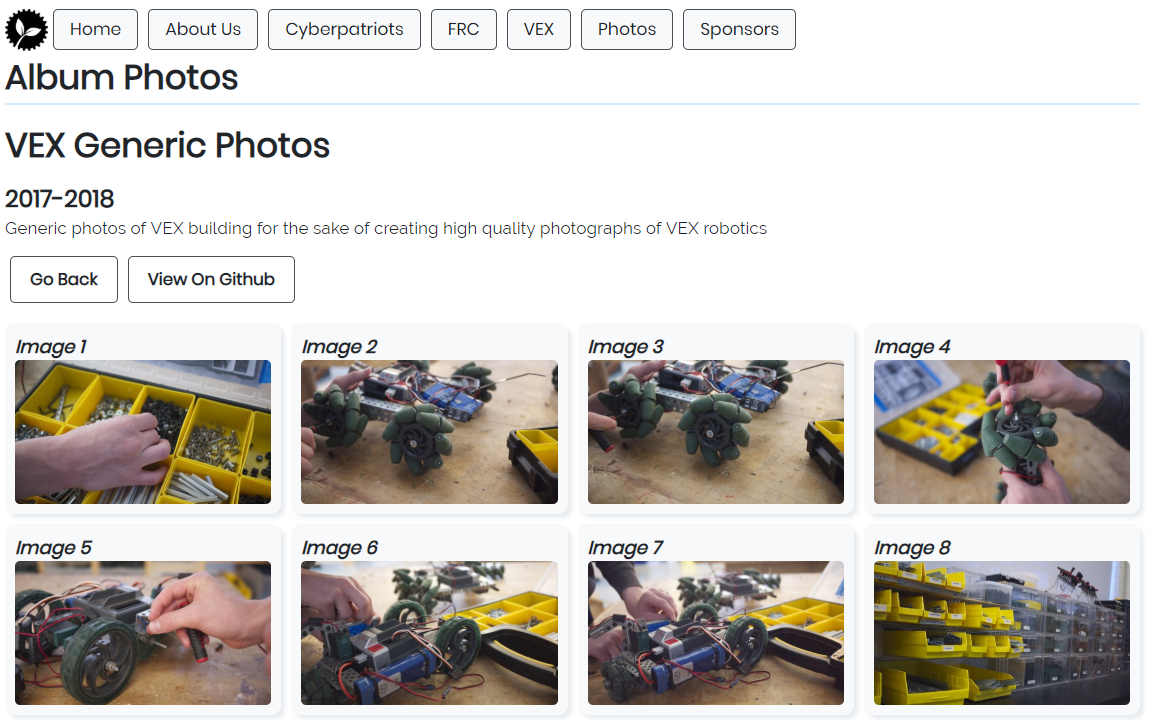 Home About Us Cyberpatriots FRC VEX Photos Sponsors
Album Photos
VEX Generic Photos
2017-2018
Generic photos of VEX building for the sake of creating high quality photographs of VEX robotics
Go Back View On Github
Image 1 Image 2 Image 3 Image 4
Image 5 Image 6 Image 7 Image 8